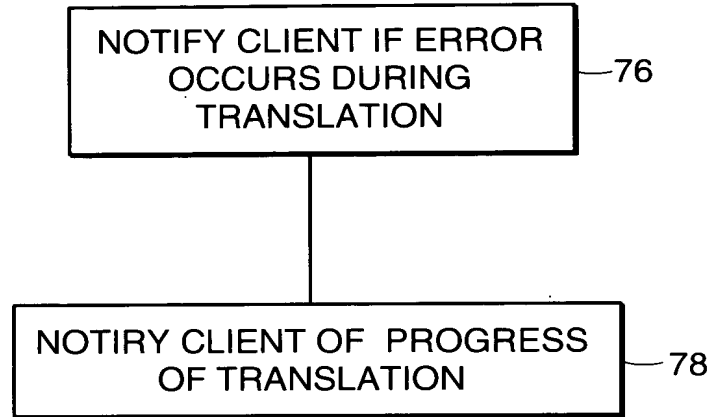 NOTIFY CLIENT IF ERROR
OCCURS DURING
TRANSLATION
76
NOTIRY CLIENT OF PROGRESS
OF TRANSLATION
78